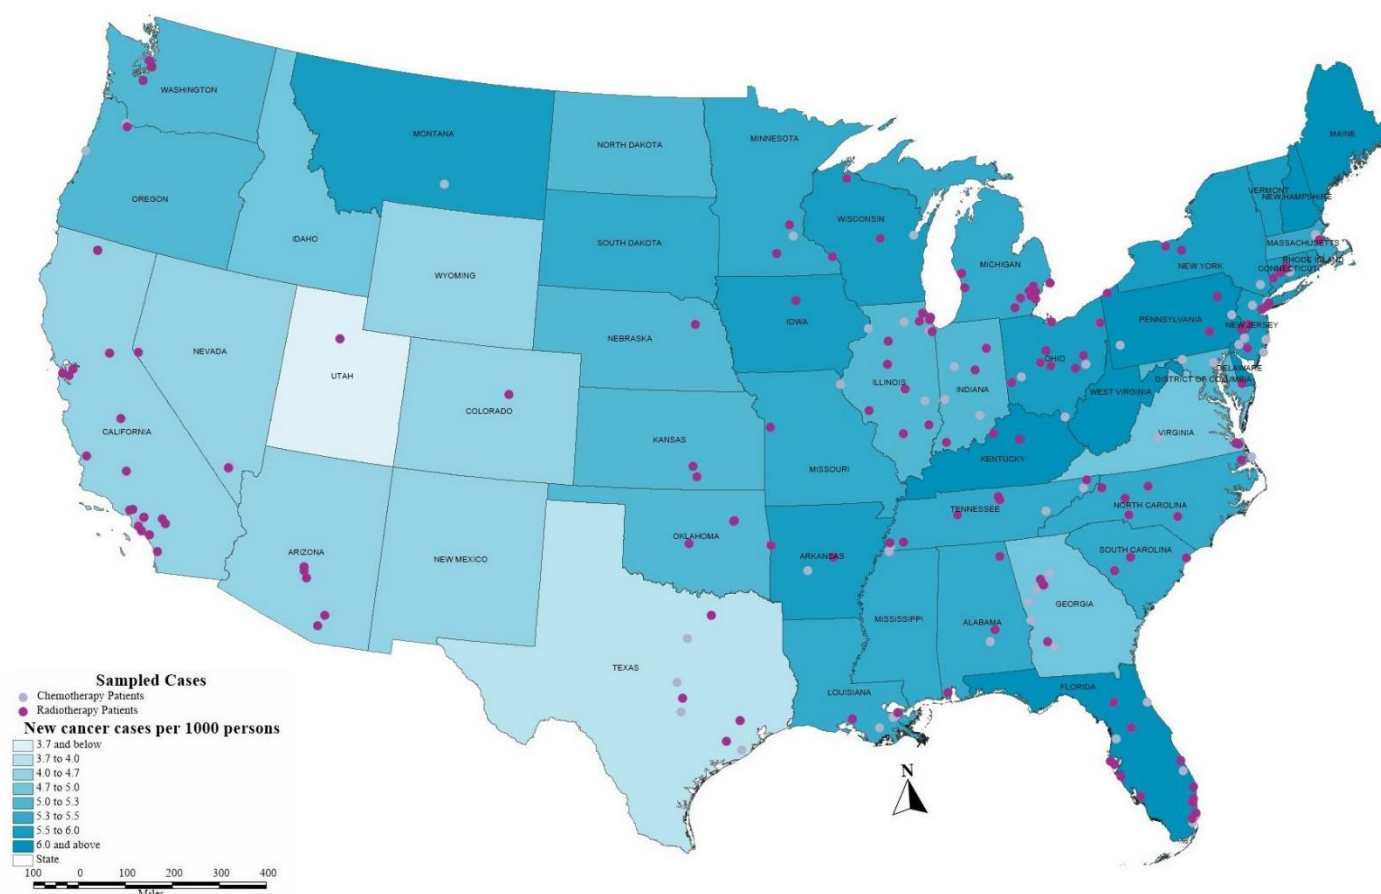 WASHINGTON
MONTANA
NORTH DAKOTA
MINNESOTA
MAINE
OREGON
IDAHO
WYOMING
SOUTH DAKOTA
WISCONSIN
MICHIGAN
VERMONT
NEW HAMPSHIRE
MASSACHUSETTS
RHODE ISLAND
CONNECTICUT
NEW YORK
NEVADA
UTAH
COLORADO
NEBRASKA
IOWA
ILLINOIS
INDIANA
OHIO
PENNSYLVANIA
NEW JERSEY
DELAWARE
DISTRICT OF COLUMBIA
WEST VIRGINIA
VIRGINIA
CALIFORNIA
KANSAS
MISSOURI
KENTUCKY
ARIZONA
NEW MEXICO
OKLAHOMA
ARKANSAS
TENNESSEE
NORTH CAROLINA
SOUTH CAROLINA
TEXAS
LOUISIANA
MISSISSIPPI
ALABAMA
GEORGIA
FLORIDA
N
Sampled Cases
Chemotherapy Patients
Radiotherapy Patients
New cancer cases per 1000 persons
3.7 and below
3.7 to 4.0
4.0 to 4.7
4.7 to 5.0
5.0 to 5.3
5.3 to 5.5
5.5 to 6.0
6.0 and above
State
100 0 100 200 300 400
Miles